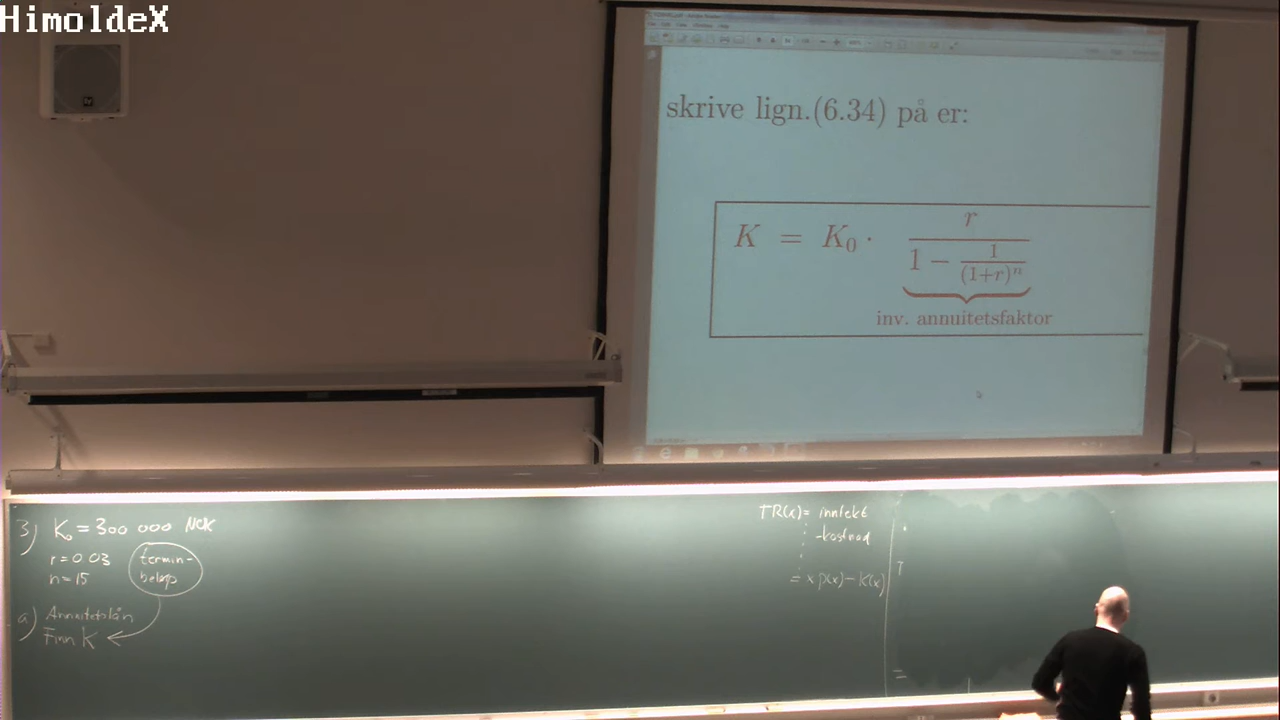 HimoldeX
skrive lign.(6.34) på er:
K = K₀ · r / (1 − 1/(1+r)ⁿ)
inv. annuitetsfaktor
3) K₀ = 300 000 NOK
r = 0.03
n = 15
termin-
beløp
a) Annuitetslån
Finn K
TR(x) = inntekt
-kostnad
= x p(x) − K(x)